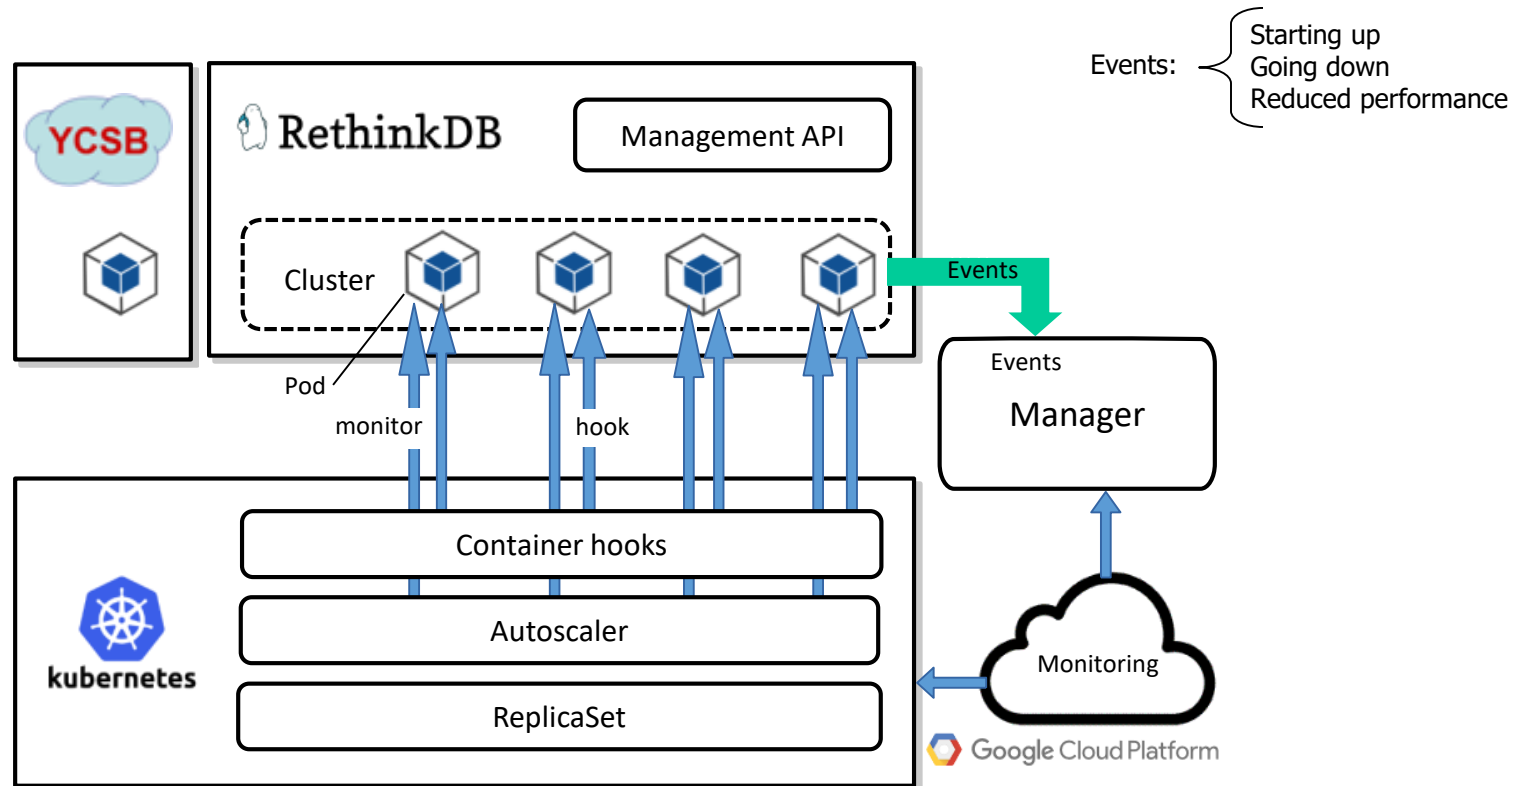 Events:
Starting up
Going down
Reduced performance
YCSB
RethinkDB
Management API
Cluster
Events
Pod
Events
Manager
monitor
hook
Container hooks
Autoscaler
kubernetes
ReplicaSet
Monitoring
Google Cloud Platform